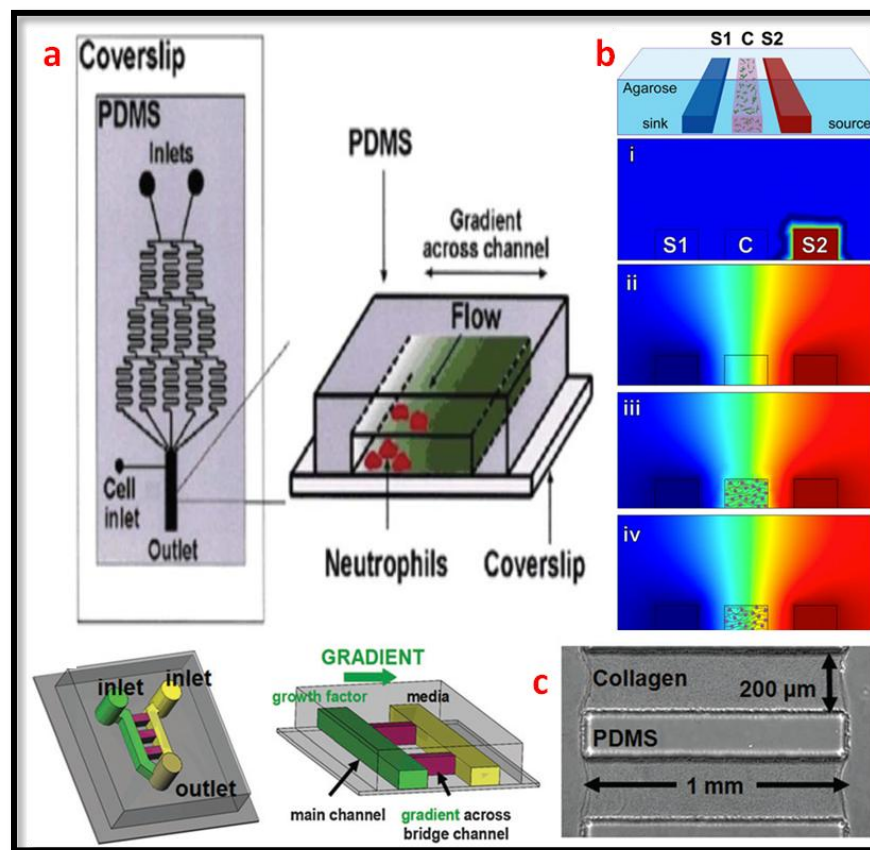 a
Coverslip
PDMS
Inlets
Cell
inlet
Outlet
PDMS
Gradient
across channel
Flow
Neutrophils
Coverslip
b
S1 C S2
Agarose
sink
source
i
S1
C
S2
ii
iii
iv
inlet
inlet
outlet
GRADIENT
growth factor
media
main channel
gradient across
bridge channel
c
Collagen
200 µm
PDMS
1 mm